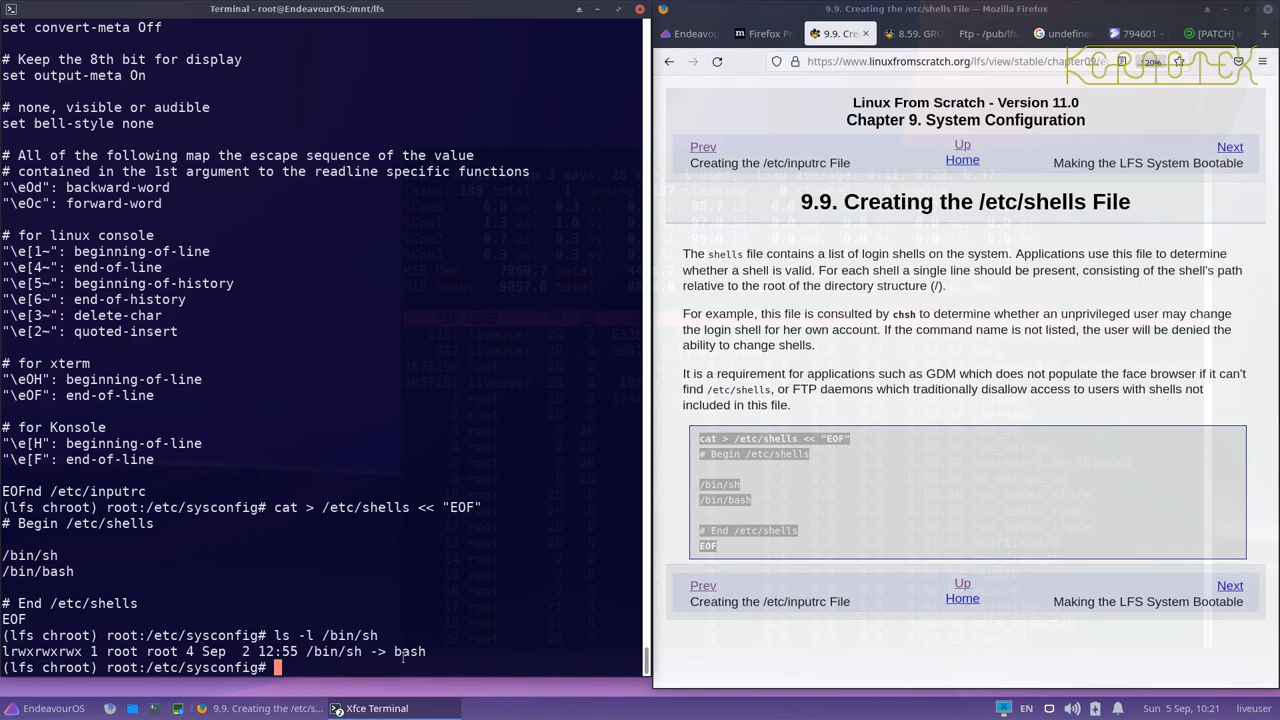 Terminal - root@EndeavourOS:/mnt/lfs
set convert-meta Off
# Keep the 8th bit for display
set output-meta On
# none, visible or audible
set bell-style none
# All of the following map the escape sequence of the value
# contained in the 1st argument to the readline specific functions
"\eOd": backward-word
"\eOc": forward-word
# for linux console
"\e[1~": beginning-of-line
"\e[4~": end-of-line
"\e[5~": beginning-of-history
"\e[6~": end-of-history
"\e[3~": delete-char
"\e[2~": quoted-insert
# for xterm
"\eOH": beginning-of-line
"\eOF": end-of-line
# for Konsole
"\e[H": beginning-of-line
"\e[F": end-of-line
EOFnd /etc/inputrc
(lfs chroot) root:/etc/sysconfig# cat > /etc/shells << "EOF"
# Begin /etc/shells
/bin/sh
/bin/bash
# End /etc/shells
EOF
(lfs chroot) root:/etc/sysconfig# ls -l /bin/sh
lrwxrwxrwx 1 root root 4 Sep  2 12:55 /bin/sh -> bash
(lfs chroot) root:/etc/sysconfig#
9.9. Creating the /etc/shells File — Mozilla Firefox
Endeavou
Firefox Pr
9.9. Cre
8.59. GRU
Ftp - /pub/lfs
undefined
794601 -
[PATCH] e
https://www.linuxfromscratch.org/lfs/view/stable/chapter09/e
120%
KERNOTEX
Linux From Scratch - Version 11.0
Chapter 9. System Configuration
Prev
Up
Next
Creating the /etc/inputrc File
Home
Making the LFS System Bootable
9.9. Creating the /etc/shells File
The shells file contains a list of login shells on the system. Applications use this file to determine
whether a shell is valid. For each shell a single line should be present, consisting of the shell's path
relative to the root of the directory structure (/).
For example, this file is consulted by chsh to determine whether an unprivileged user may change
the login shell for her own account. If the command name is not listed, the user will be denied the
ability to change shells.
It is a requirement for applications such as GDM which does not populate the face browser if it can't
find /etc/shells, or FTP daemons which traditionally disallow access to users with shells not
included in this file.
cat > /etc/shells << "EOF"
# Begin /etc/shells
/bin/sh
/bin/bash
# End /etc/shells
EOF
Prev
Up
Next
Creating the /etc/inputrc File
Home
Making the LFS System Bootable
EndeavourOS
9.9. Creating the /etc/s...
Xfce Terminal
EN
Sun 5 Sep, 10:21
liveuser